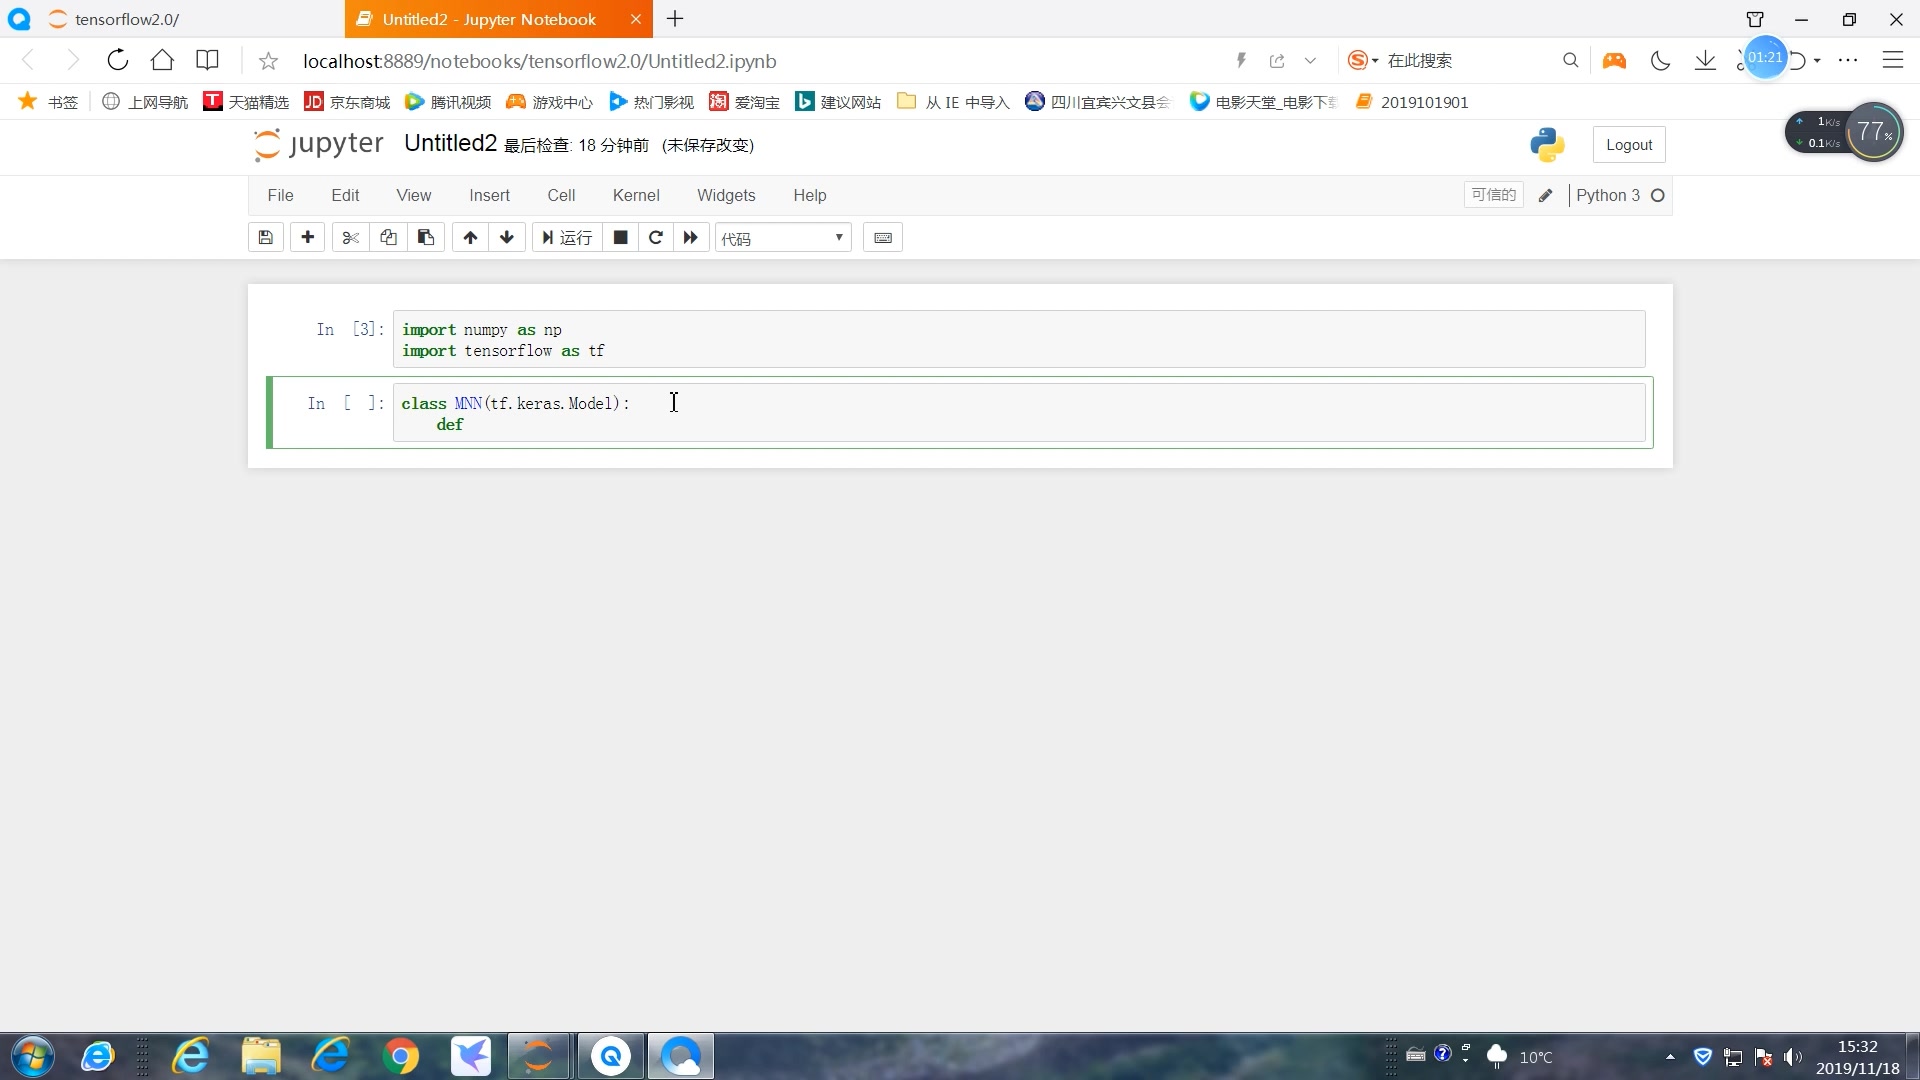 tensorflow2.0/
Untitled2 - Jupyter Notebook
localhost:8889/notebooks/tensorflow2.0/Untitled2.ipynb
在此搜索
01:21
书签
上网导航
天猫精选
京东商城
腾讯视频
游戏中心
热门影视
爱淘宝
建议网站
从 IE 中导入
四川宜宾兴文县会
电影天堂_电影下载
2019101901
1K/s
0.1K/s
77%
jupyter
Untitled2 最后检查: 18 分钟前 (未保存改变)
Logout
File Edit View Insert Cell Kernel Widgets Help
可信的
Python 3
运行
代码
In [3]:
import numpy as np
import tensorflow as tf
In [ ]:
class MNN(tf.keras.Model):
def
10°C
15:32
2019/11/18